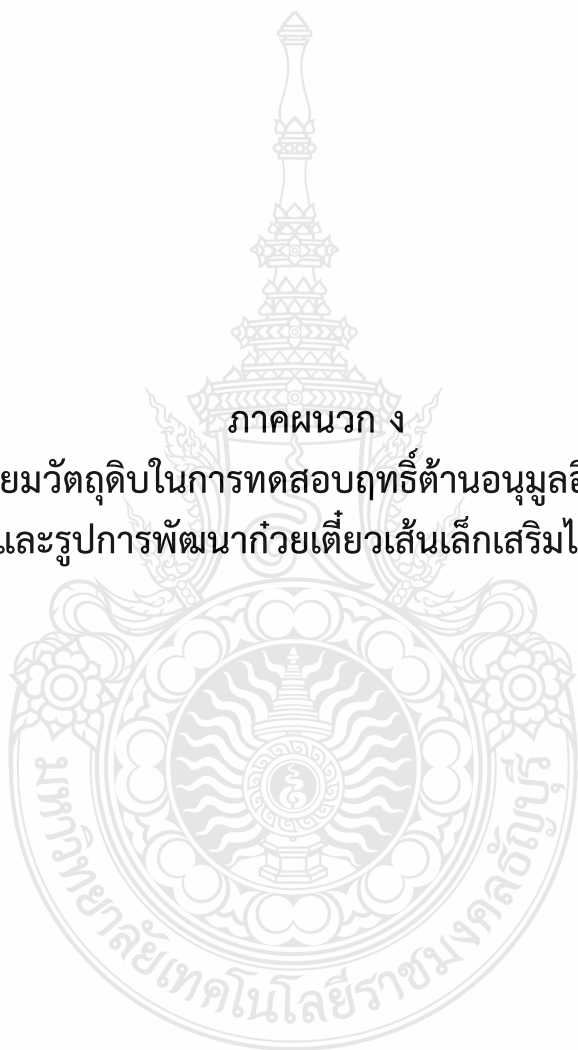 ภาคผนวก ง
ยมวัตถุดิบในการทดสอบฤทธิ์ต้านอนุมูลอิ
และรูปการพัฒนาก๋วยเตี๋ยวเส้นเล็กเสริมไ
มหาวิทยาลัยเทคโนโลยีราชมงคลธัญบุรี